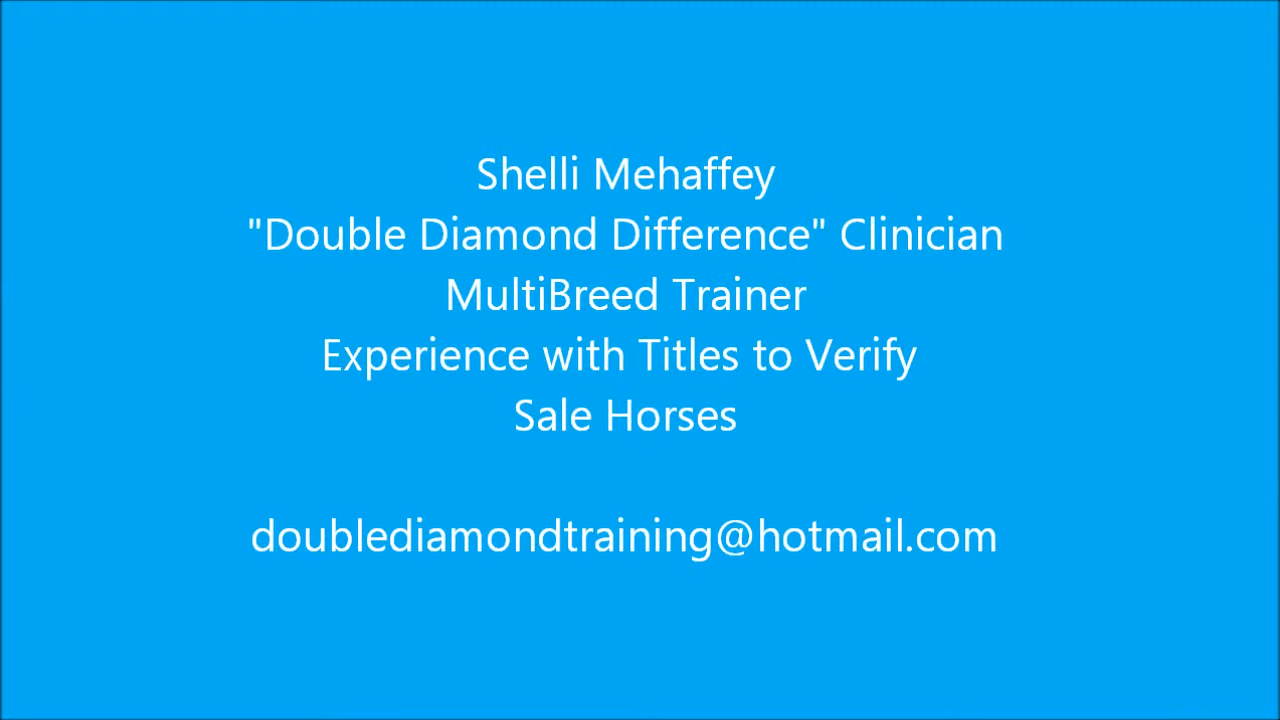 Shelli Mehaffey
"Double Diamond Difference" Clinician
MultiBreed Trainer
Experience with Titles to Verify
Sale Horses
doublediamondtraining@hotmail.com